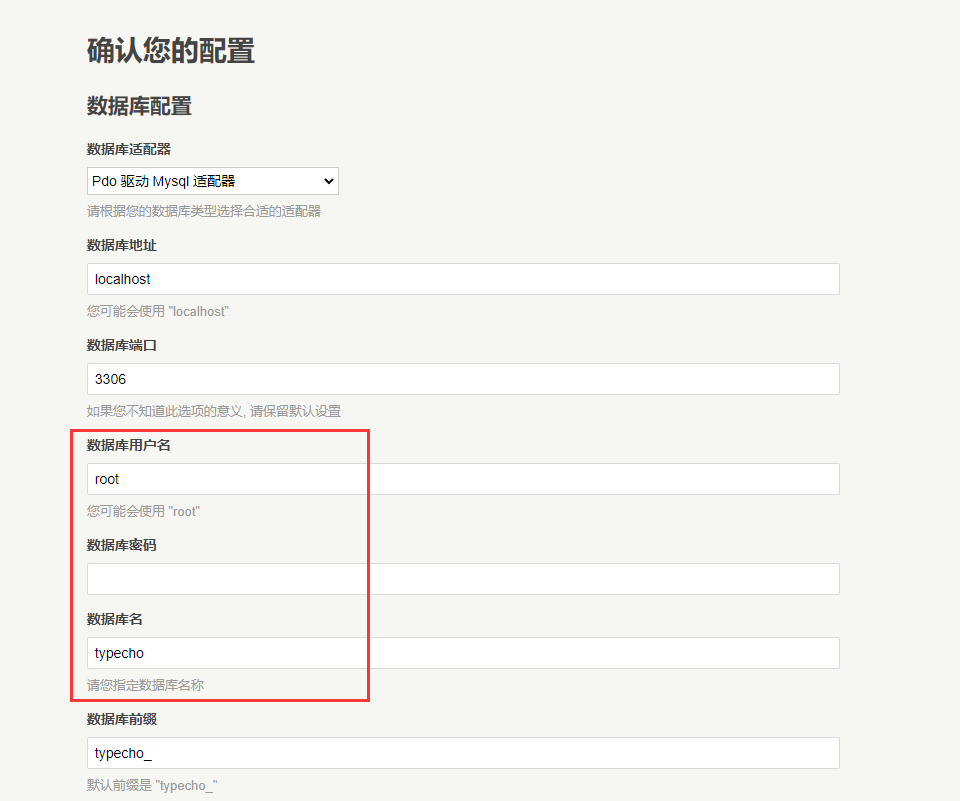 确认您的配置
数据库配置
数据库适配器
Pdo 驱动 Mysql 适配器
请根据您的数据库类型选择合适的适配器
数据库地址
localhost
您可能会使用 "localhost"
数据库端口
3306
如果您不知道此选项的意义, 请保留默认设置
数据库用户名
root
您可能会使用 "root"
数据库密码
数据库名
typecho
请您指定数据库名称
数据库前缀
typecho_
默认前缀是 "typecho_"